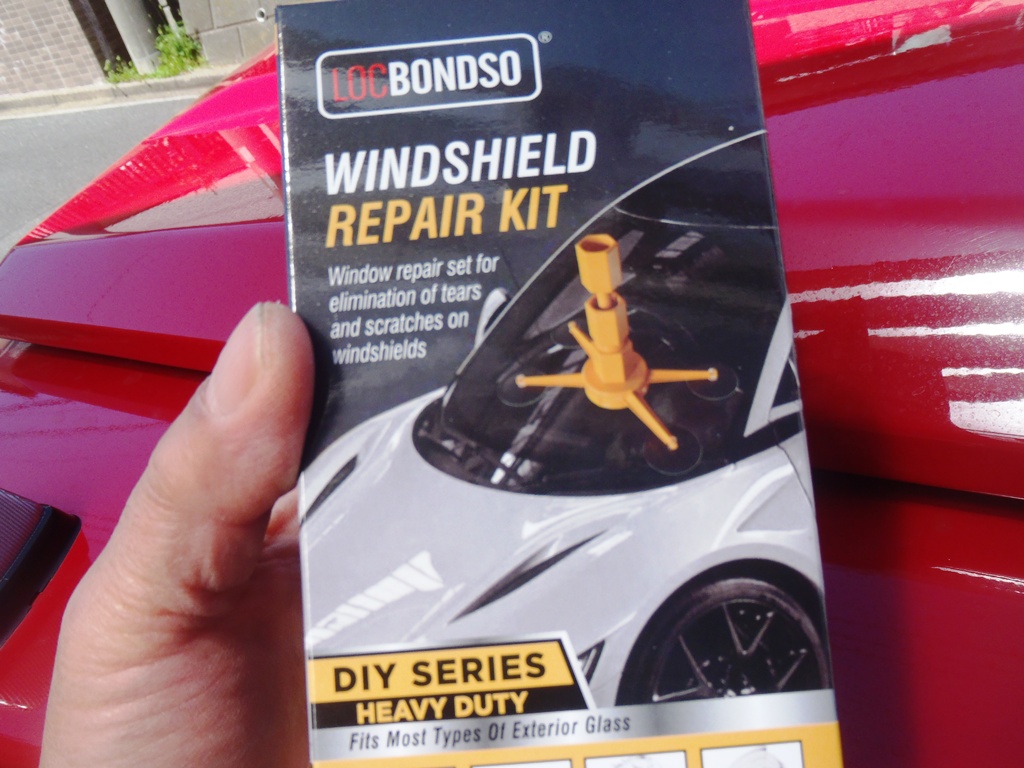 LOCBONDSO®
WINDSHIELD
REPAIR KIT
Window repair set for
elimination of tears
and scratches on
windshields
DIY SERIES
HEAVY DUTY
Fits Most Types Of Exterior Glass